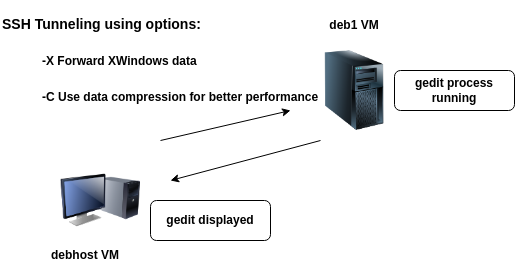 SSH Tunneling using options:
deb1 VM
-X Forward XWindows data
-C Use data compression for better performance
gedit process
running
gedit displayed
debhost VM